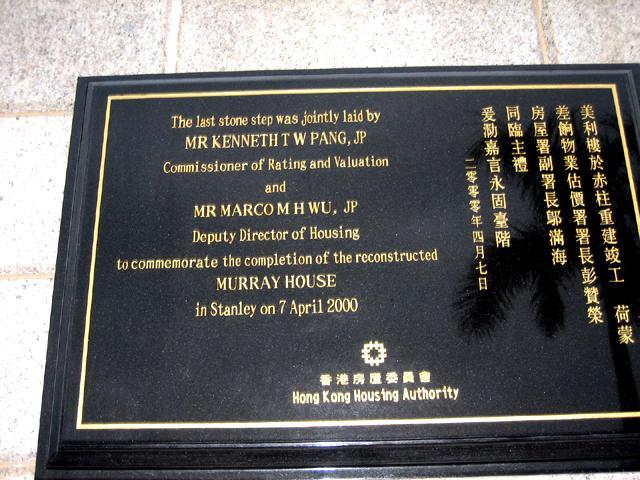 The last stone step was jointly laid by
MR KENNETH T W PANG, JP
Commissioner of Rating and Valuation
and
MR MARCO M H WU, JP
Deputy Director of Housing
to commemorate the completion of the reconstructed
MURRAY HOUSE
in Stanley on 7 April 2000
美利樓於赤柱重建竣工 荷蒙
差餉物業估價署署長彭贊榮
房屋署副署長鄔滿海
同臨主禮
爰泐嘉言永固臺階
二零零零年四月七日
香港房屋委員會
Hong Kong Housing Authority